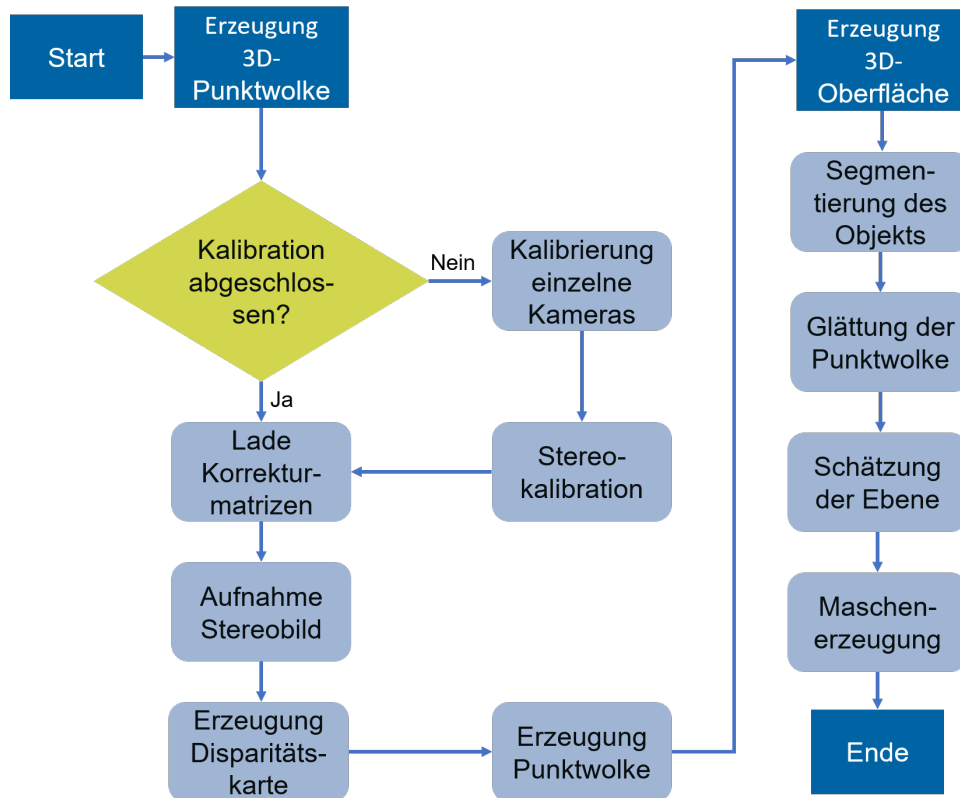 Start
Erzeugung
3D-
Punktwolke
Kalibration
abgeschlos-
sen?
Nein
Kalibrierung
einzelne
Kameras
Ja
Lade
Korrektur-
matrizen
Stereo-
kalibration
Aufnahme
Stereobild
Erzeugung
Disparitäts-
karte
Erzeugung
Punktwolke
Erzeugung
3D-
Oberfläche
Segmen-
tierung des
Objekts
Glättung der
Punktwolke
Schätzung
der Ebene
Maschen-
erzeugung
Ende